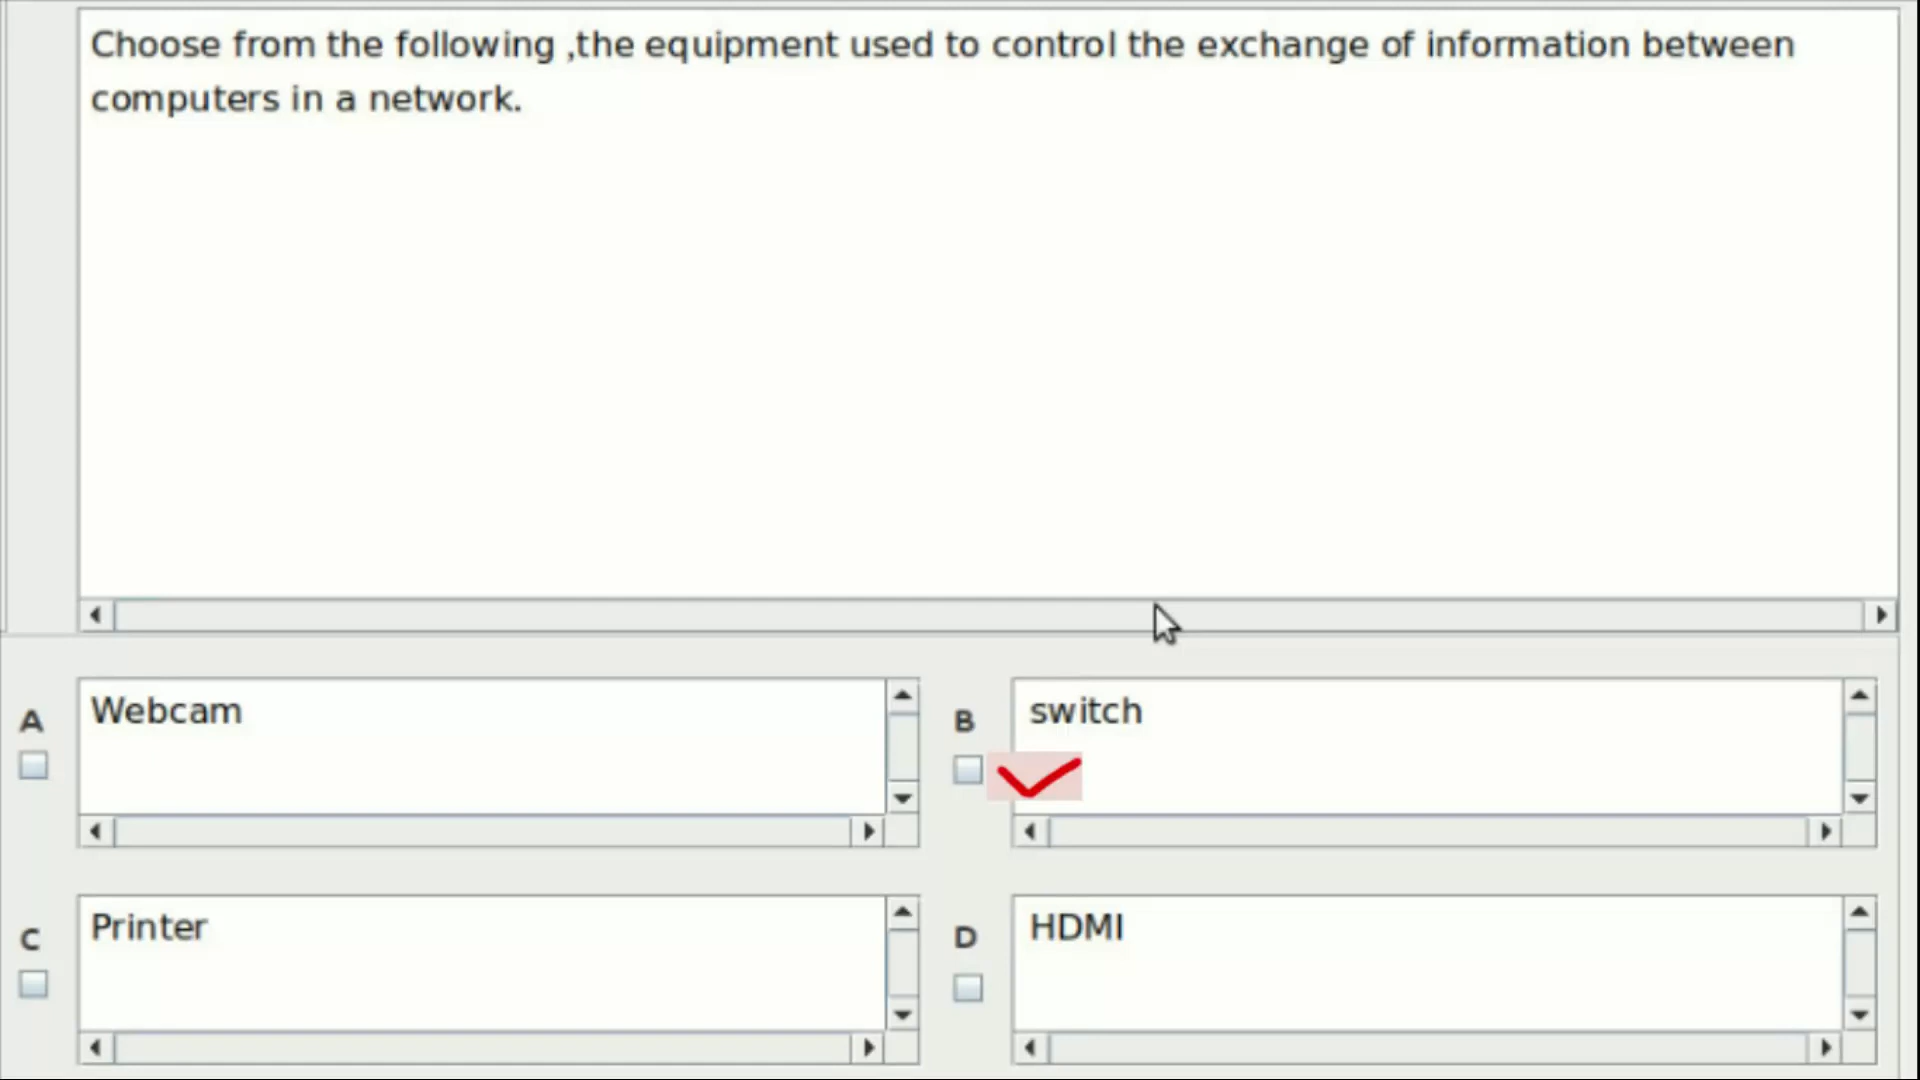 Choose from the following ,the equipment used to control the exchange of information between
computers in a network.
A
Webcam
B
switch
C
Printer
D
HDMI